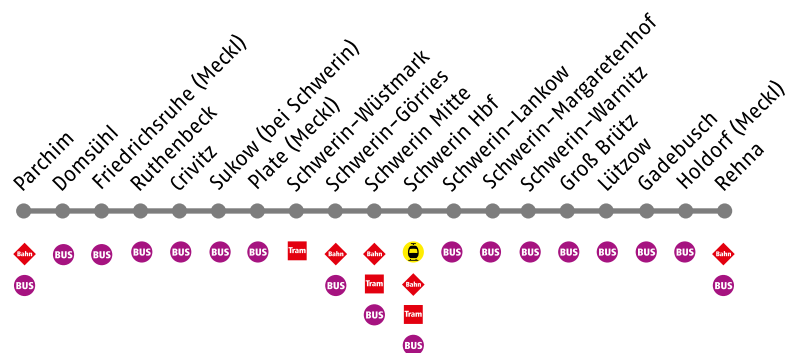 Parchim
Domsühl
Friedrichsruhe (Meckl)
Ruthenbeck
Crivitz
Sukow (bei Schwerin)
Plate (Meckl)
Schwerin-Wüstmark
Schwerin-Görries
Schwerin Mitte
Schwerin Hbf
Schwerin-Lankow
Schwerin-Margaretenhof
Schwerin-Warnitz
Groß Brütz
Lützow
Gadebusch
Holdorf (Meckl)
Rehna
Bahn BUS BUS BUS BUS BUS BUS Tram Bahn Bahn BUS BUS BUS BUS BUS BUS BUS Bahn
BUS BUS Tram Bahn BUS
BUS Tram
BUS